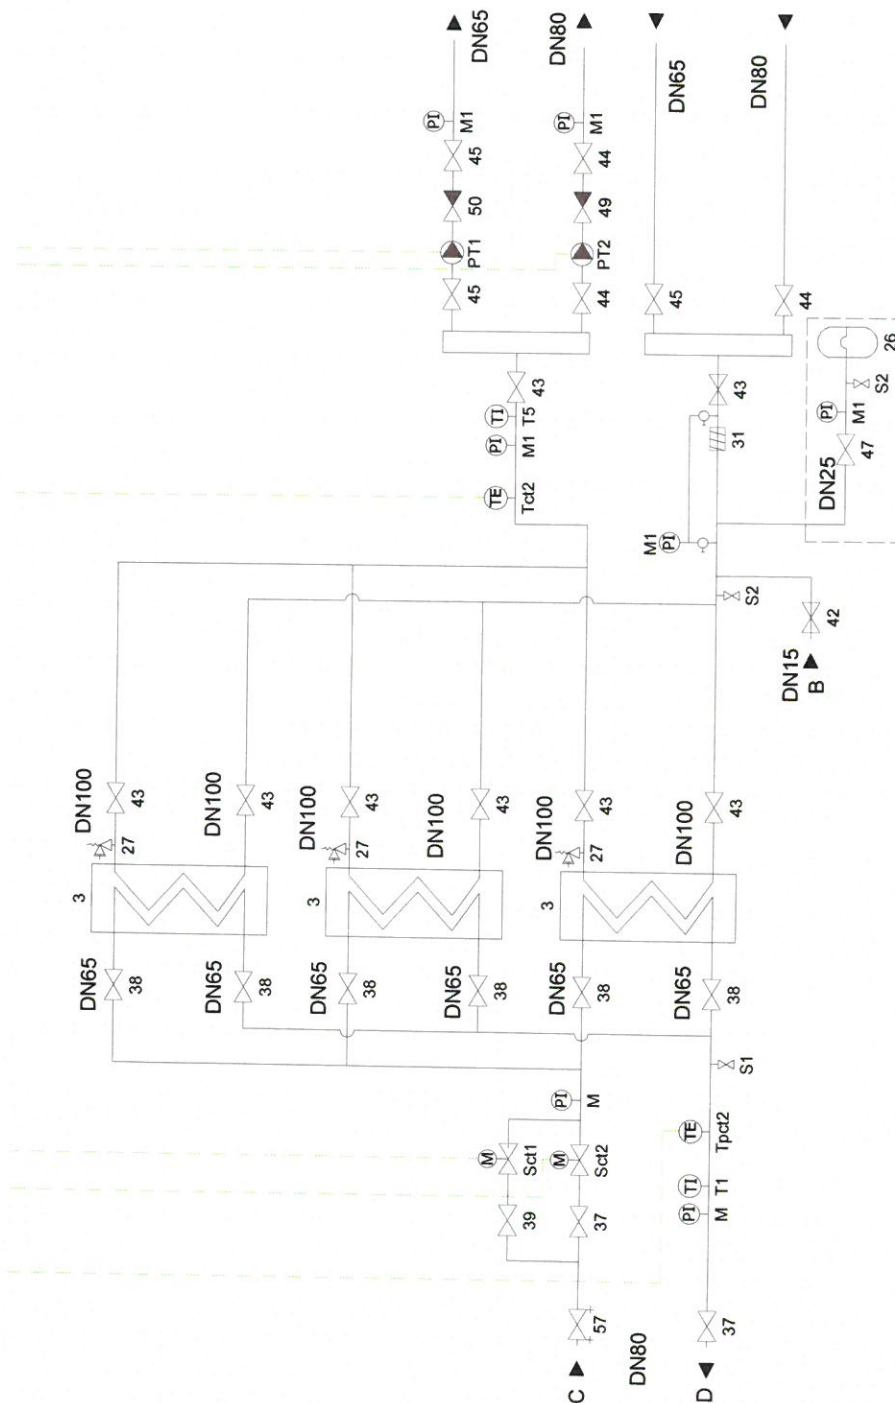 3
DN65
DN100
27
38
43
DN65
DN100
38
43
3
DN65
DN100
27
38
43
DN65
DN100
38
43
PI
M1
DN65
45
PT1
50
45
M
Sct1
39
TE
PI
TI
Tct2
M1
T5
43
3
DN65
DN100
27
38
43
PI
M1
DN80
44
PT2
49
44
C
57
37
M
Sct2
PI
M
DN80
DN65
DN100
38
43
M1
PI
45
DN65
D
37
PI
TI
TE
M
T1
Tpct2
S1
S2
31
43
DN80
44
DN15
B
42
DN25
47
PI
M1
S2
26